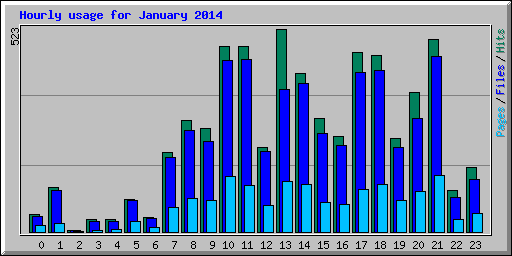 Hourly usage for January 2014
523
Pages/Files/Hits
0 1 2 3 4 5 6 7 8 9 10 11 12 13 14 15 16 17 18 19 20 21 22 23